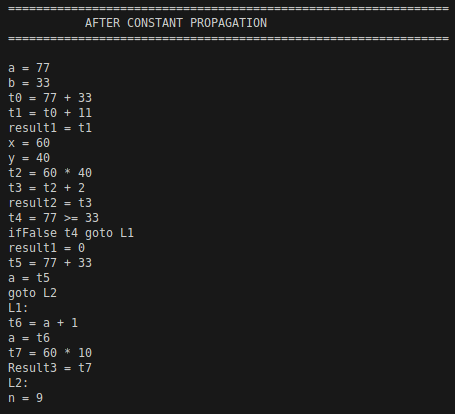 ===============================================================
AFTER CONSTANT PROPAGATION
===============================================================
a = 77
b = 33
t0 = 77 + 33
t1 = t0 + 11
result1 = t1
x = 60
y = 40
t2 = 60 * 40
t3 = t2 + 2
result2 = t3
t4 = 77 >= 33
ifFalse t4 goto L1
result1 = 0
t5 = 77 + 33
a = t5
goto L2
L1:
t6 = a + 1
a = t6
t7 = 60 * 10
Result3 = t7
L2:
n = 9